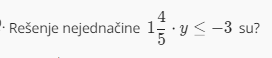 · Rešenje nejednačine 1 4/5 · y ≤ −3 su?